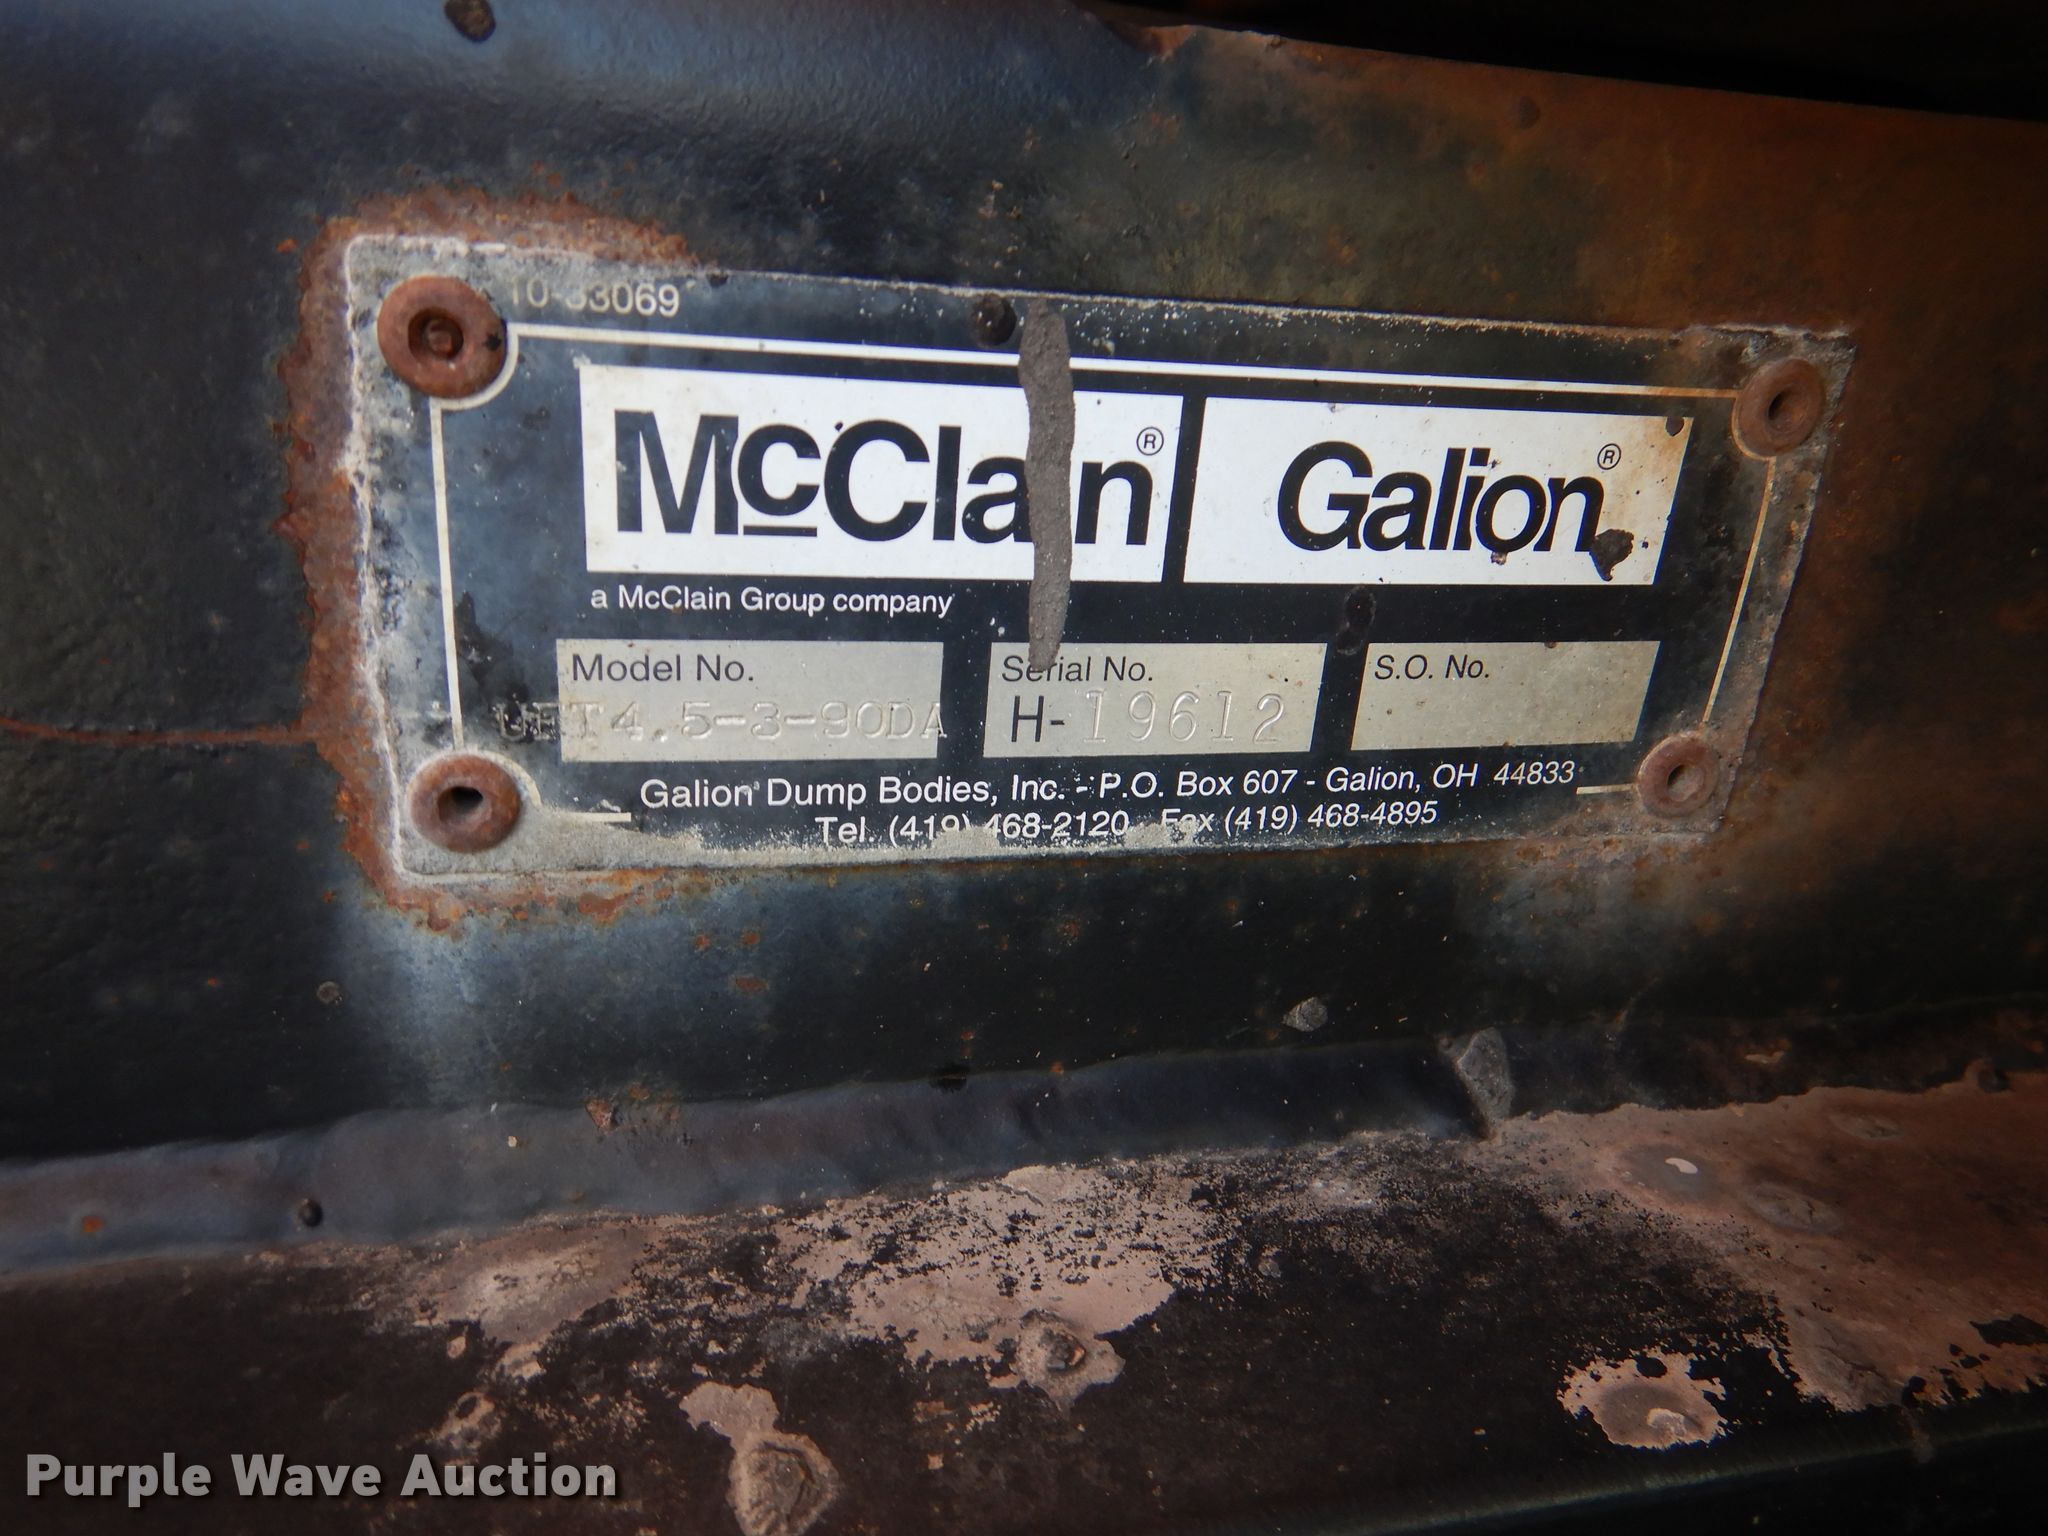 10-33069
McClain® Galion®
a McClain Group company
Model No. Serial No. S.O. No.
H-19612
Galion Dump Bodies, Inc. - P.O. Box 607 - Galion, OH 44833
Tel. (419) 468-2120 Fax (419) 468-4895
Purple Wave Auction